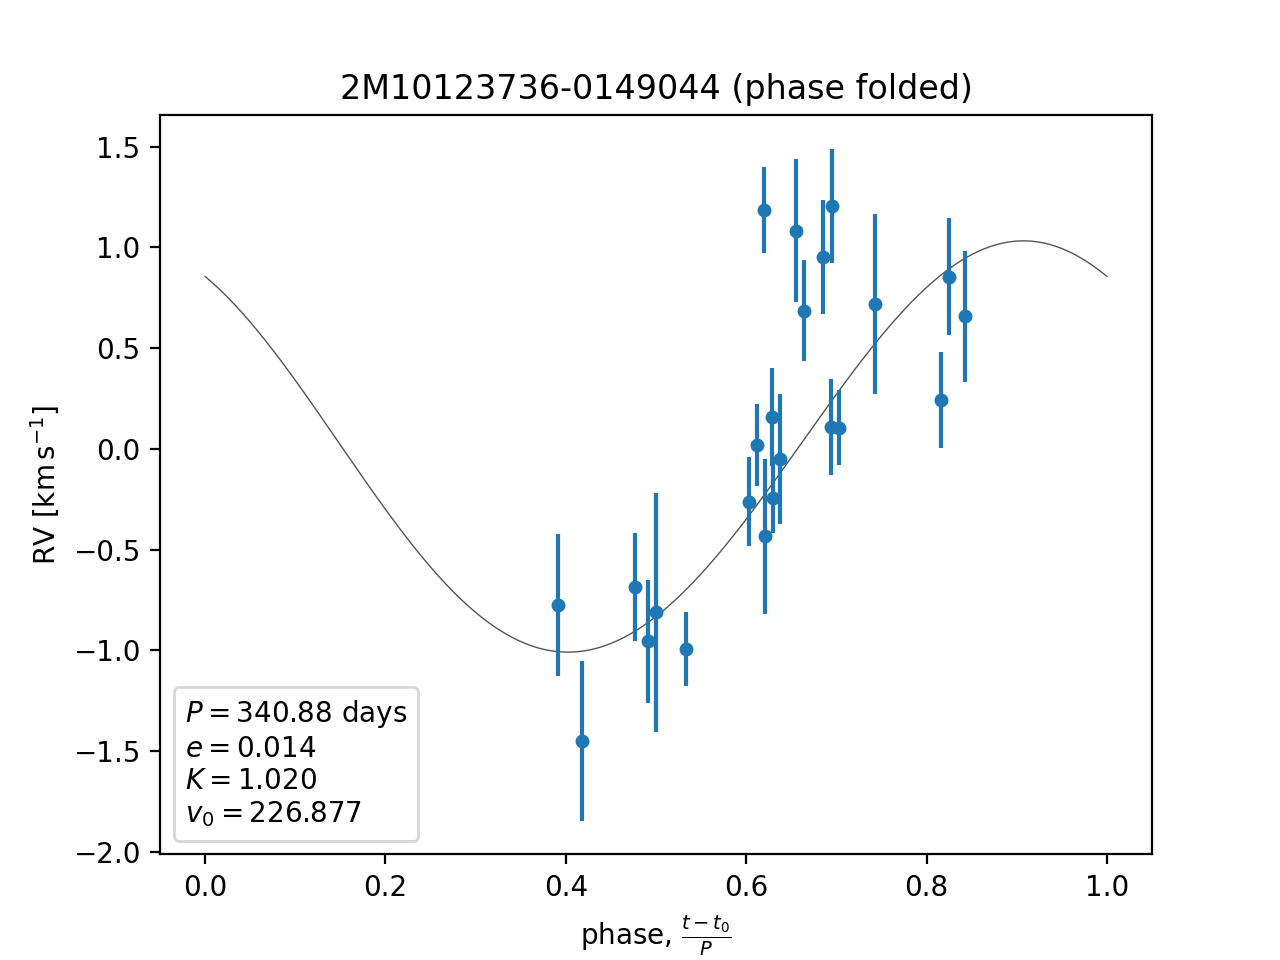 2M10123736-0149044 (phase folded)
RV [km s⁻¹]
1.5
1.0
0.5
0.0
−0.5
−1.0
−1.5
−2.0
P = 340.88 days
e = 0.014
K = 1.020
v₀ = 226.877
0.0 0.2 0.4 0.6 0.8 1.0
phase, (t − t₀)/P